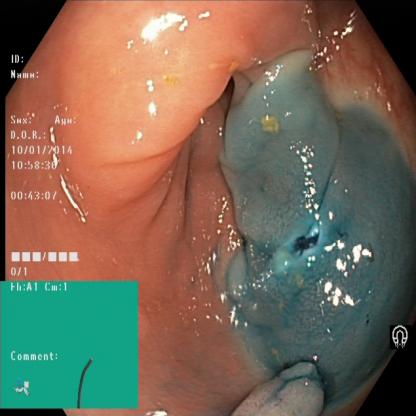 ID:
Name:
Sex: Age:
D.O.B.:
10/01/2014
10:58:30
00:43:07
■■■/■■■
0/1
Eh:A1 Cm:1
Comment: